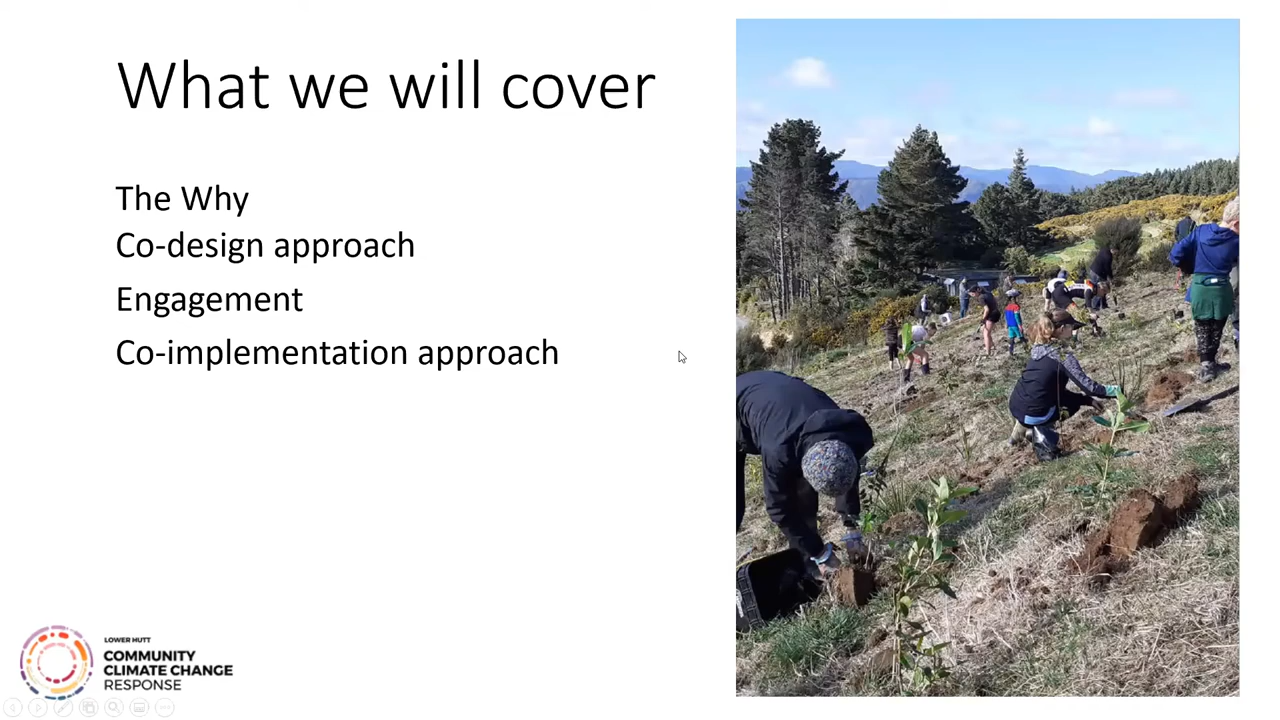 What we will cover
The Why
Co-design approach
Engagement
Co-implementation approach
LOWER HUTT
COMMUNITY
CLIMATE CHANGE
RESPONSE